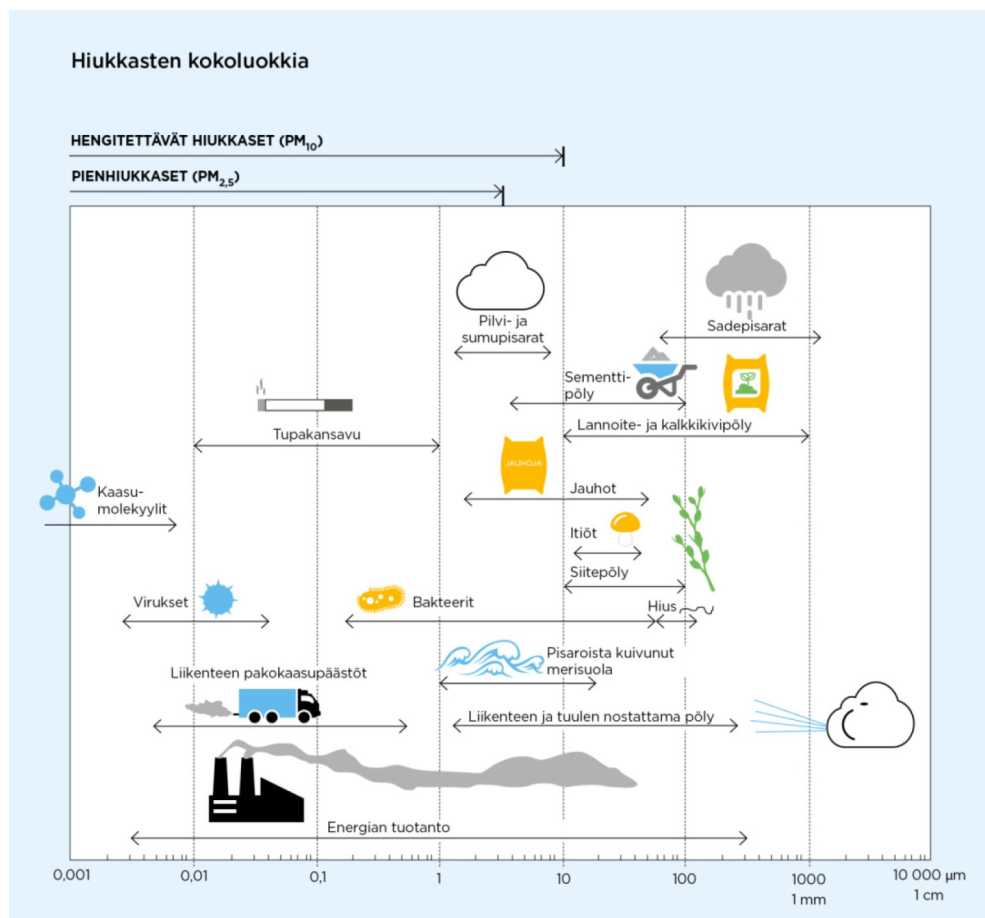 Hiukkasten kokoluokkia
HENGITETTÄVÄT HIUKKASET (PM10)
PIENHIUKKASET (PM2,5)
Pilvi- ja
sumupisarat
Sadepisarat
Sementti-
pöly
Tupakansavu
Lannoite- ja kalkkikivipöly
JAUHOJA
Kaasu-
molekyylit
Jauhot
Itiöt
Siitepöly
Virukset
Bakteerit
Hius
Pisaroista kuivunut
merisuola
Liikenteen pakokaasupäästöt
Liikenteen ja tuulen nostattama pöly
Energian tuotanto
0,001 0,01 0,1 1 10 100 1000 10 000 µm
1 mm 1 cm